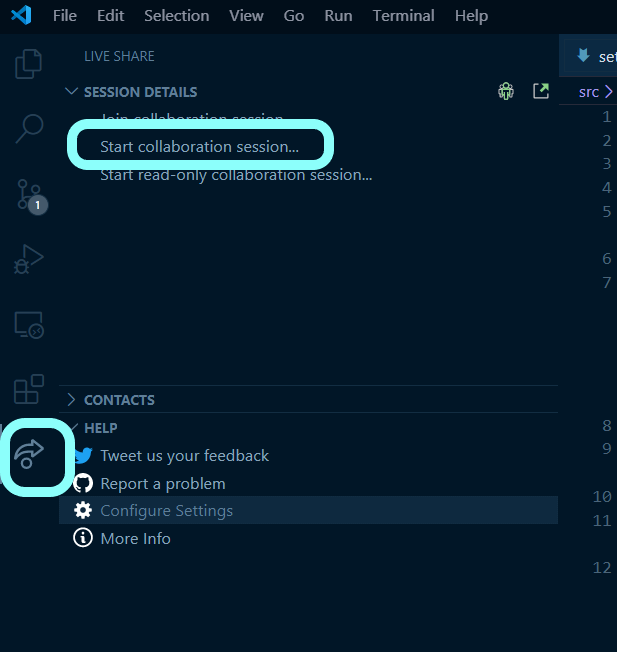 File Edit Selection View Go Run Terminal Help
LIVE SHARE
set
SESSION DETAILS
src
Join collaboration session...
Start collaboration session...
Start read-only collaboration session...
1
2
3
4
5
6
7
1
CONTACTS
HELP
Tweet us your feedback
Report a problem
Configure Settings
More Info
8
9
10
11
12